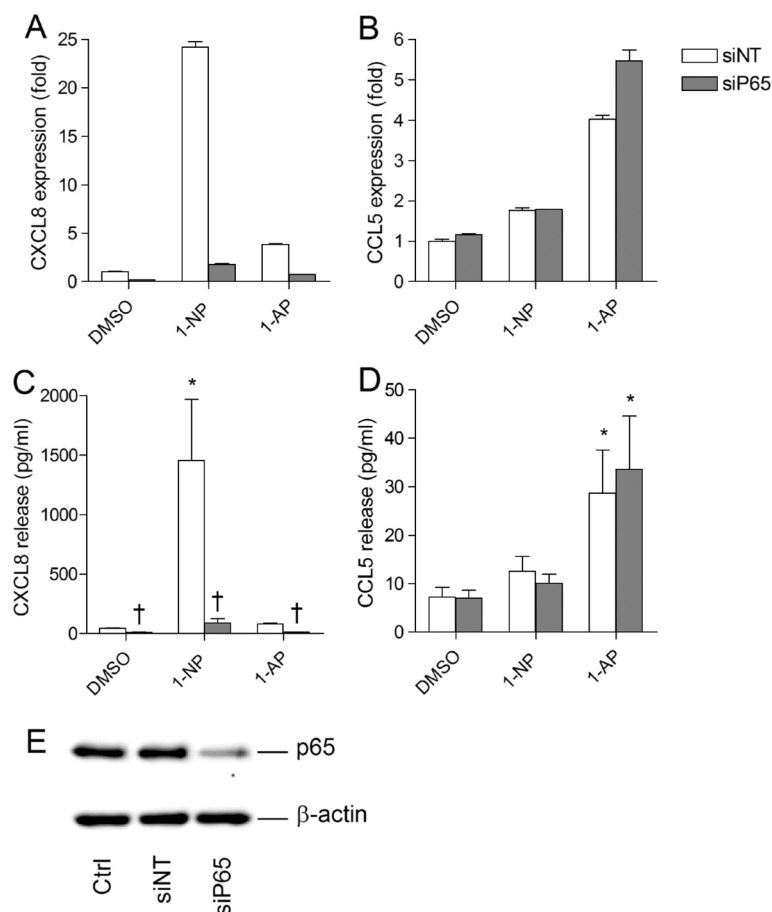 A
CXCL8 expression (fold)
25
20
15
10
5
0
DMSO
1-NP
1-AP
B
CCL5 expression (fold)
6
5
4
3
2
1
0
DMSO
1-NP
1-AP
siNT
siP65
C
CXCL8 release (pg/ml)
2000
1500
1000
500
0
*
†
†
†
DMSO
1-NP
1-AP
D
CCL5 release (pg/ml)
50
40
30
20
10
0
*
*
DMSO
1-NP
1-AP
E
p65
β-actin
Ctrl
siNT
siP65